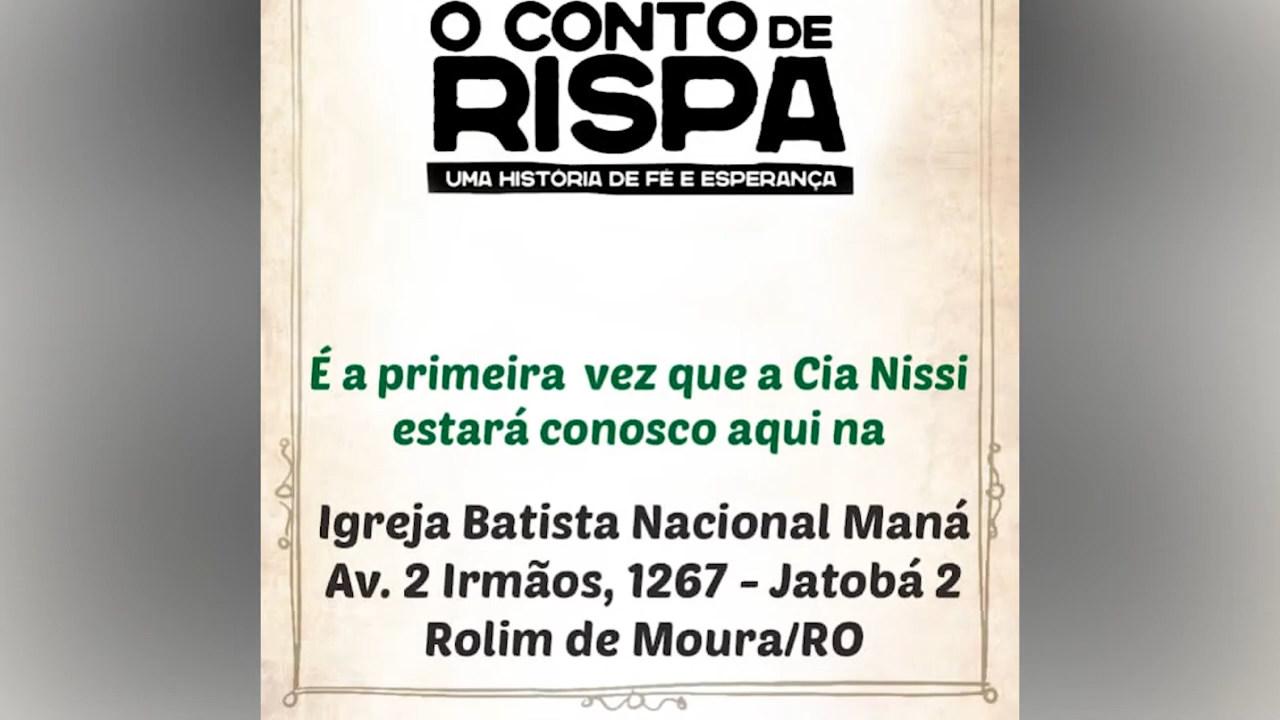 O CONTO DE
RISPA
UMA HISTÓRIA DE FÉ E ESPERANÇA
É a primeira vez que a Cia Nissi
estará conosco aqui na
Igreja Batista Nacional Maná
Av. 2 Irmãos, 1267 - Jatobá 2
Rolim de Moura/RO